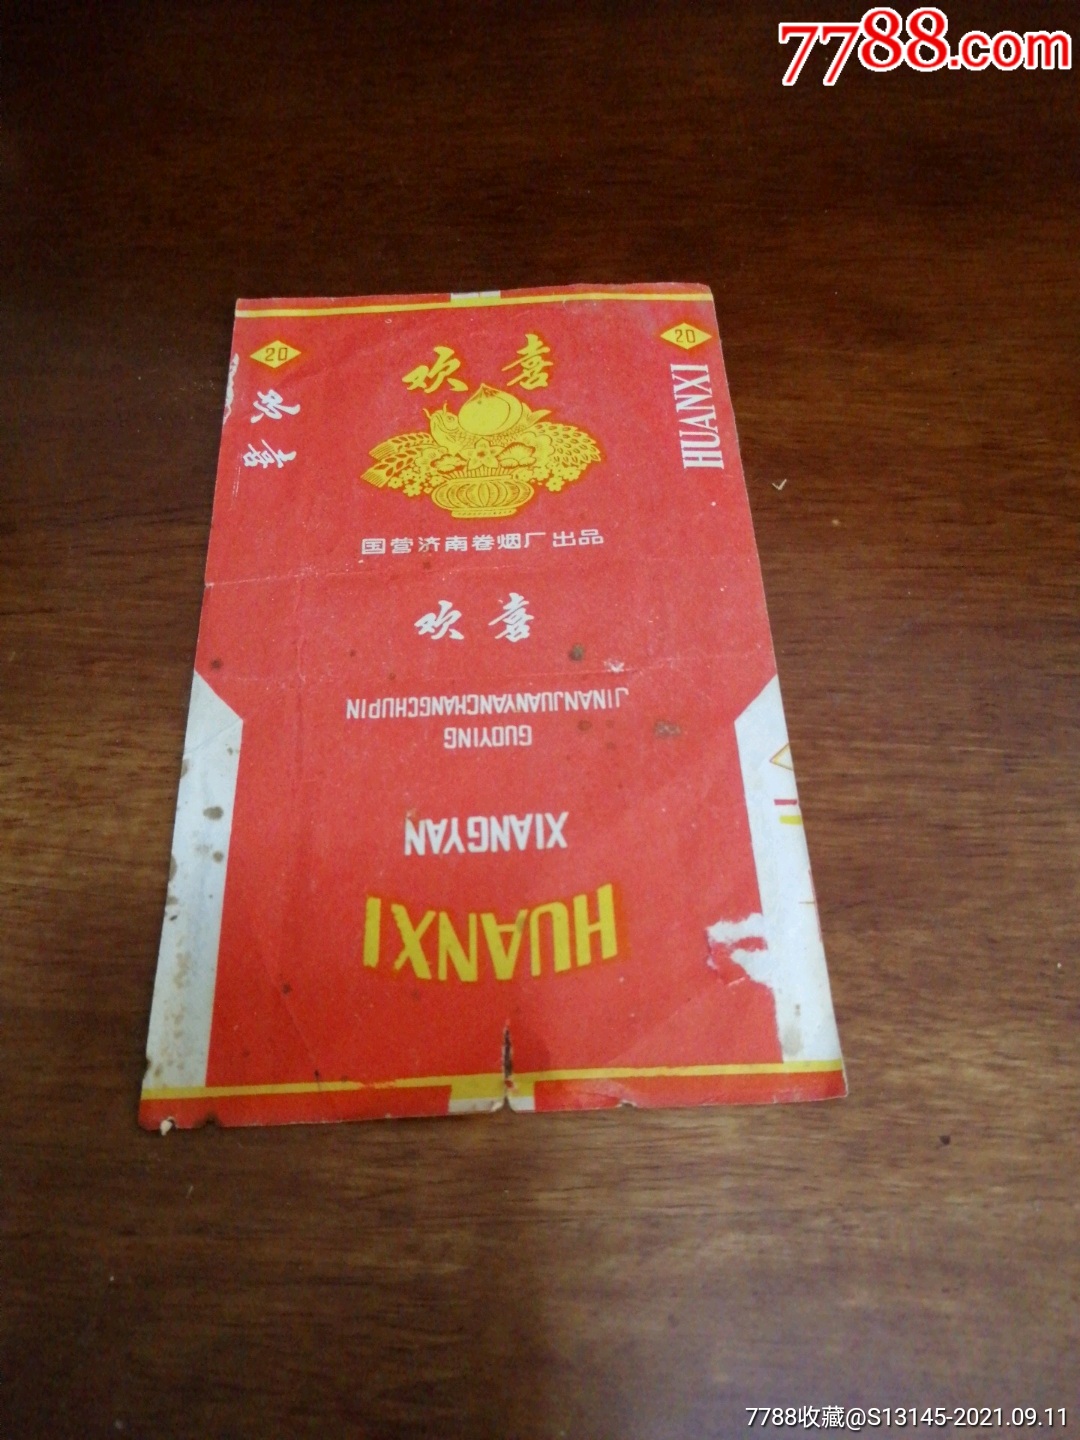 7788.com
20
欢喜
20
欢喜
HUANXI
国营济南卷烟厂出品
欢喜
JINANJUANYANCHANGCHUPIN
GUOYING
XIANGYAN
HUANXI
7788收藏@S13145-2021.09.11